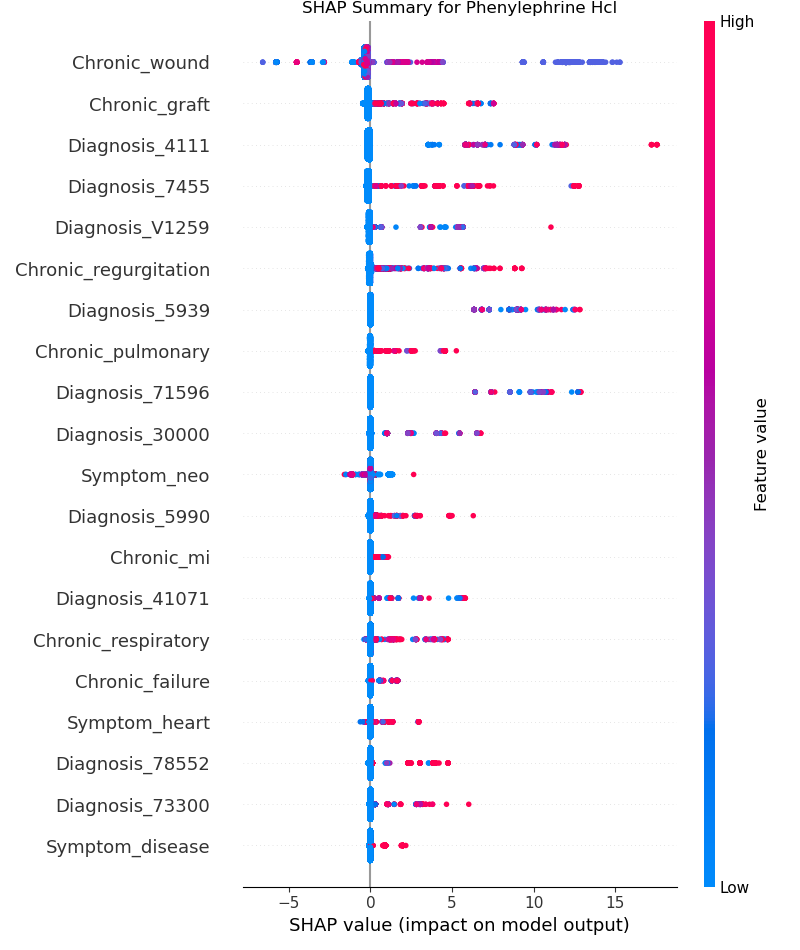 SHAP Summary for Phenylephrine Hcl
High
Chronic_wound
Chronic_graft
Diagnosis_4111
Diagnosis_7455
Diagnosis_V1259
Chronic_regurgitation
Diagnosis_5939
Chronic_pulmonary
Diagnosis_71596
Diagnosis_30000
Symptom_neo
Diagnosis_5990
Chronic_mi
Diagnosis_41071
Chronic_respiratory
Chronic_failure
Symptom_heart
Diagnosis_78552
Diagnosis_73300
Symptom_disease
Feature value
Low
−5 0 5 10 15
SHAP value (impact on model output)